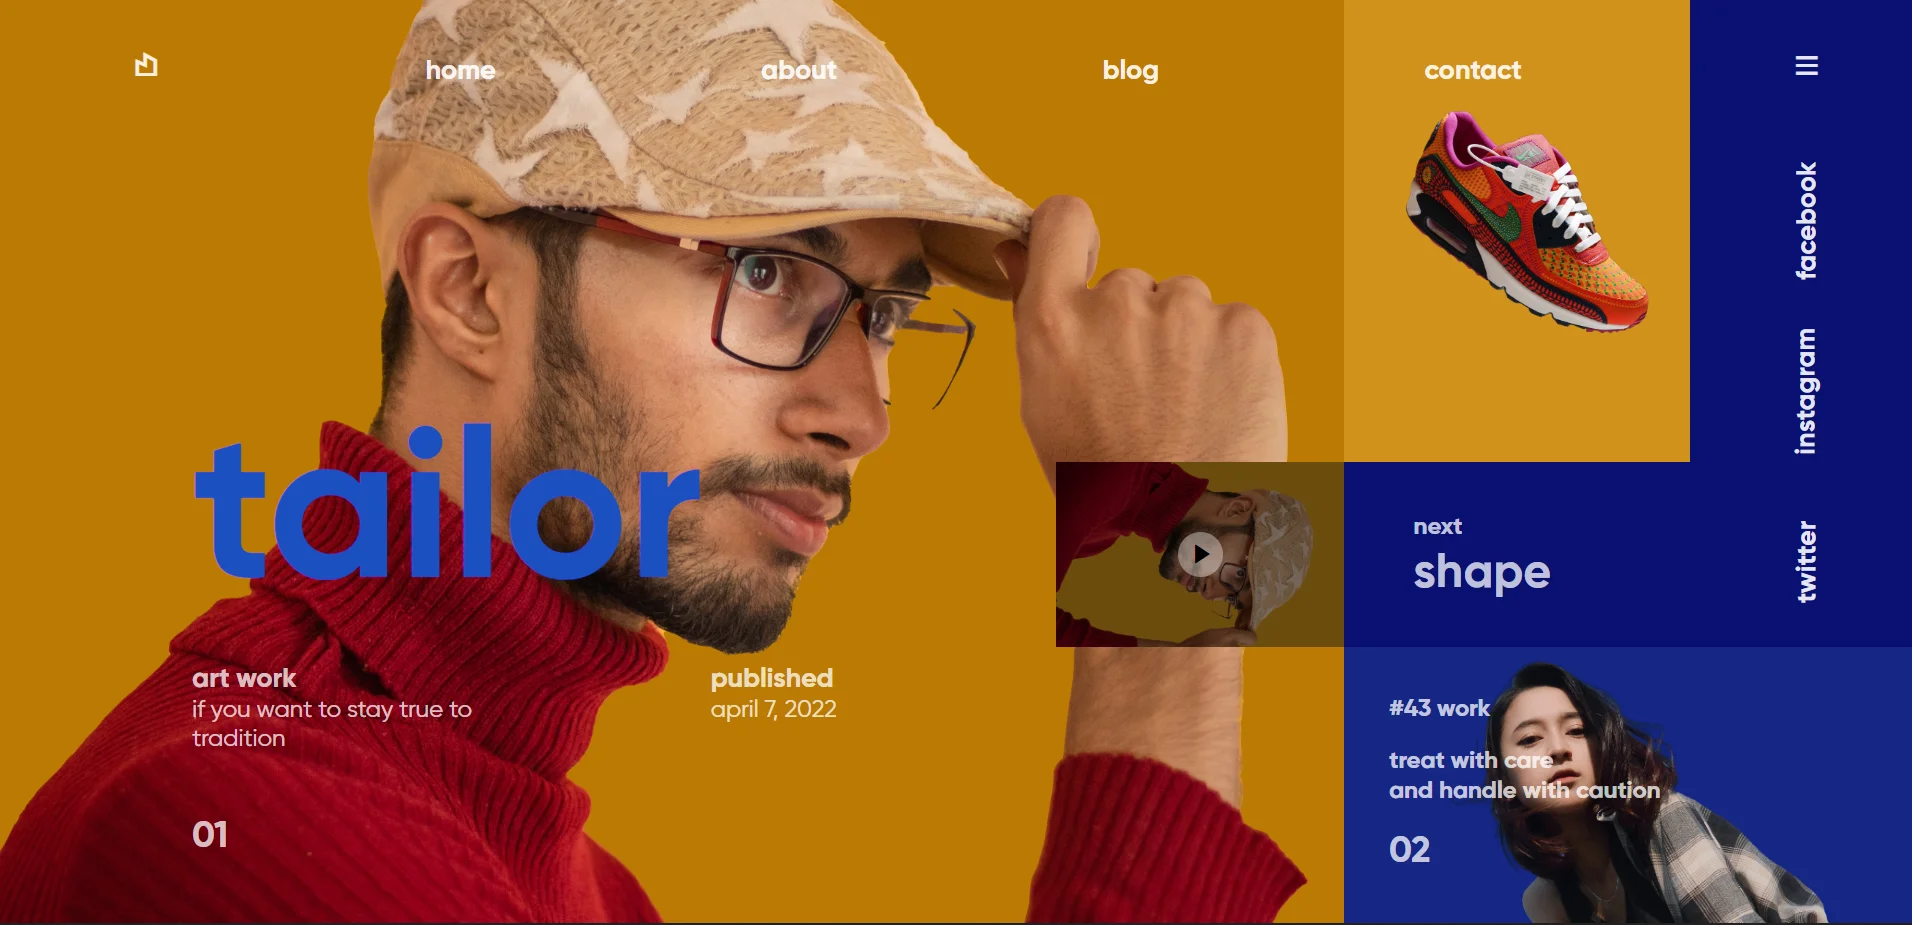 home
about
blog
contact
facebook
instagram
twitter
tailor
next
shape
art work
if you want to stay true to
tradition
published
april 7, 2022
01
#43 work
treat with care
and handle with caution
02